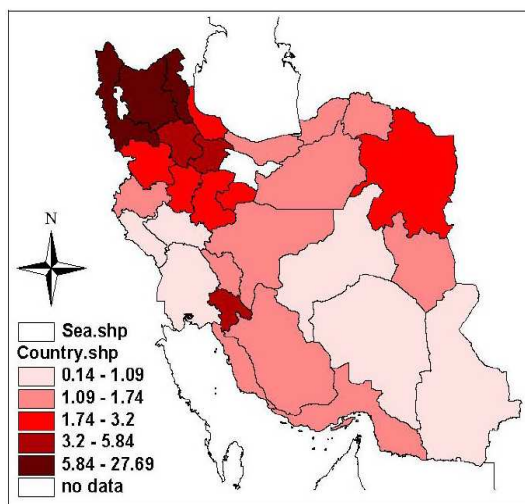 N
Sea.shp
Country.shp
0.14 - 1.09
1.09 - 1.74
1.74 - 3.2
3.2 - 5.84
5.84 - 27.69
no data